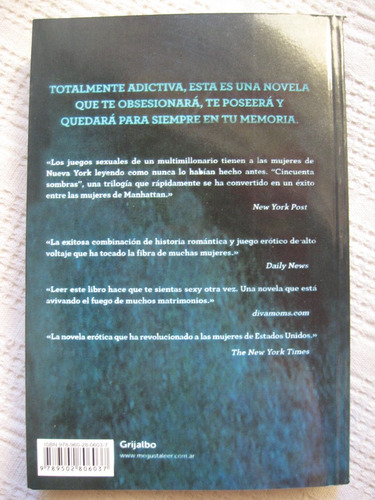 TOTALMENTE ADICTIVA, ESTA ES UNA NOVELA
QUE TE OBSESIONARÁ, TE POSEERÁ Y
QUEDARÁ PARA SIEMPRE EN TU MEMORIA.
«Los juegos sexuales de un multimillonario tienen a las mujeres de
Nueva York leyendo como nunca lo habían hecho antes. "Cincuenta
sombras", una trilogía que rápidamente se ha convertido en un éxito
entre las mujeres de Manhattan.»
New York Post
«La exitosa combinación de historia romántica y juego erótico de alto
voltaje que ha tocado la fibra de muchas mujeres.»
Daily News
«Leer este libro hace que te sientas sexy otra vez. Una novela que está
avivando el fuego de muchos matrimonios.»
divamoms.com
«La novela erótica que ha revolucionado a las mujeres de Estados Unidos.»
The New York Times
Grijalbo
www.megustaleer.com.ar